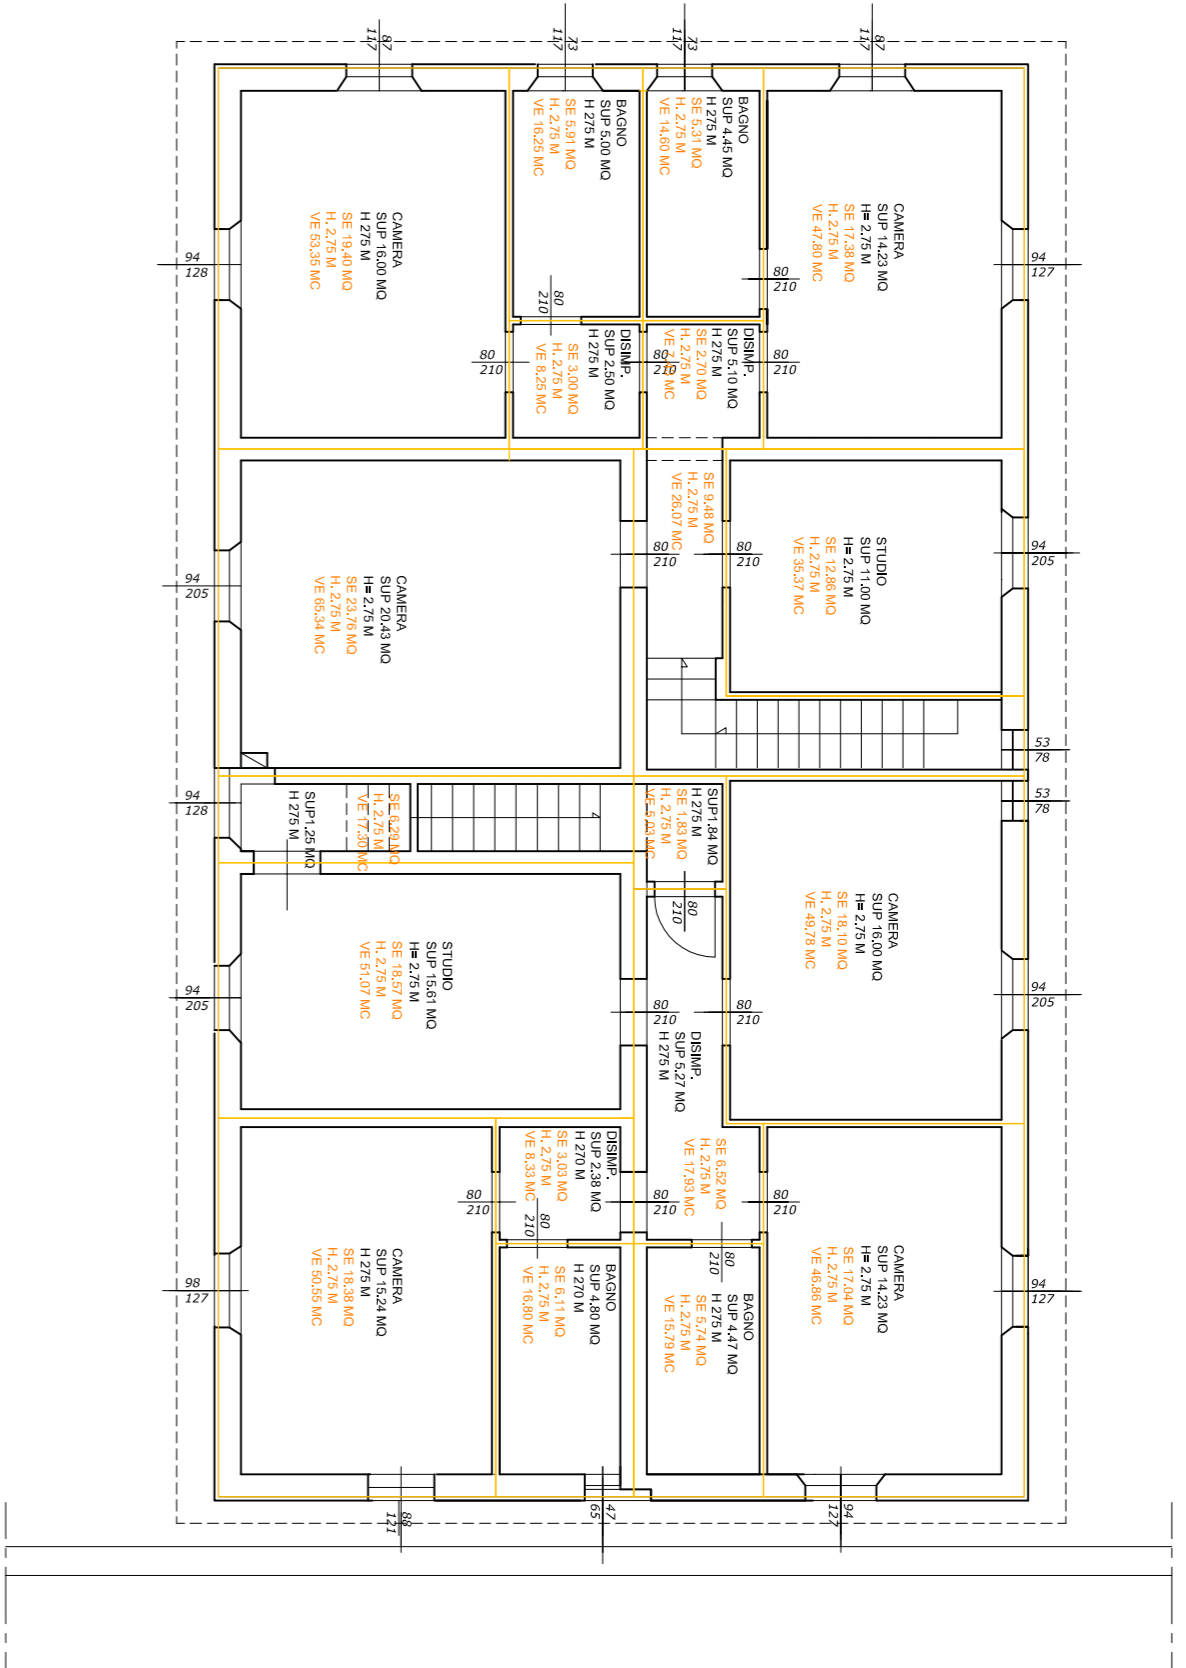 87
117
73
117
73
117
87
117
BAGNO
SUP 5.00 MQ
H 275 M
SE 5.91 MQ
H. 2.75 M
VE 16.25 MC
BAGNO
SUP 4.45 MQ
H 275 M
SE 5.31 MQ
H. 2.75 M
VE 14.60 MC
CAMERA
SUP 16.00 MQ
H 275 M
SE 19.40 MQ
H. 2.75 M
VE 53.35 MC
CAMERA
SUP 14.23 MQ
H= 2.75 M
SE 17.38 MQ
H. 2.75 M
VE 47.80 MC
94
128
80
210
80
210
94
127
DISIMP.
SUP 2.50 MQ
H 275 M
SE 3.00 MQ
H. 2.75 M
VE 8.25 MC
DISIMP.
SUP 5.10 MQ
H 275 M
SE 2.70 MQ
H. 2.75 M
80
210
80
210
80
210
SE 9.48 MQ
H. 2.75 M
VE 26.07 MC
STUDIO
SUP 11.00 MQ
H= 2.75 M
SE 12.86 MQ
H. 2.75 M
VE 35.37 MC
80
210
80
210
94
205
94
205
CAMERA
SUP 20.43 MQ
H= 2.75 M
SE 23.76 MQ
H. 2.75 M
VE 65.34 MC
53
78
53
78
94
128
SUP1.25 MQ
H 275 M
SE 6.29 MQ
H. 2.75 M
VE 17.30 MC
SUP1.84 MQ
H 275 M
SE 1.83 MQ
H. 2.75 M
VE 5.03 MC
80
210
CAMERA
SUP 16.00 MQ
H= 2.75 M
SE 18.10 MQ
H. 2.75 M
VE 49.78 MC
STUDIO
SUP 15.61 MQ
H= 2.75 M
SE 18.57 MQ
H. 2.75 M
VE 51.07 MC
94
205
80
210
80
210
94
205
DISIMP.
SUP 5.27 MQ
H 275 M
SE 6.52 MQ
H. 2.75 M
VE 17.93 MC
DISIMP.
SUP 2.38 MQ
H 270 M
SE 3.03 MQ
H. 2.75 M
VE 8.33 MC
80
210
80
210
80
210
80
210
80
210
CAMERA
SUP 15.24 MQ
H 275 M
SE 18.38 MQ
H. 2.75 M
VE 50.55 MC
BAGNO
SUP 4.80 MQ
H 270 M
SE 6.11 MQ
H. 2.75 M
VE 16.80 MC
BAGNO
SUP 4.47 MQ
H 275 M
SE 5.74 MQ
H. 2.75 M
VE 15.79 MC
CAMERA
SUP 14.23 MQ
H= 2.75 M
SE 17.04 MQ
H. 2.75 M
VE 46.86 MC
98
127
94
127
88
121
47
65
94
127